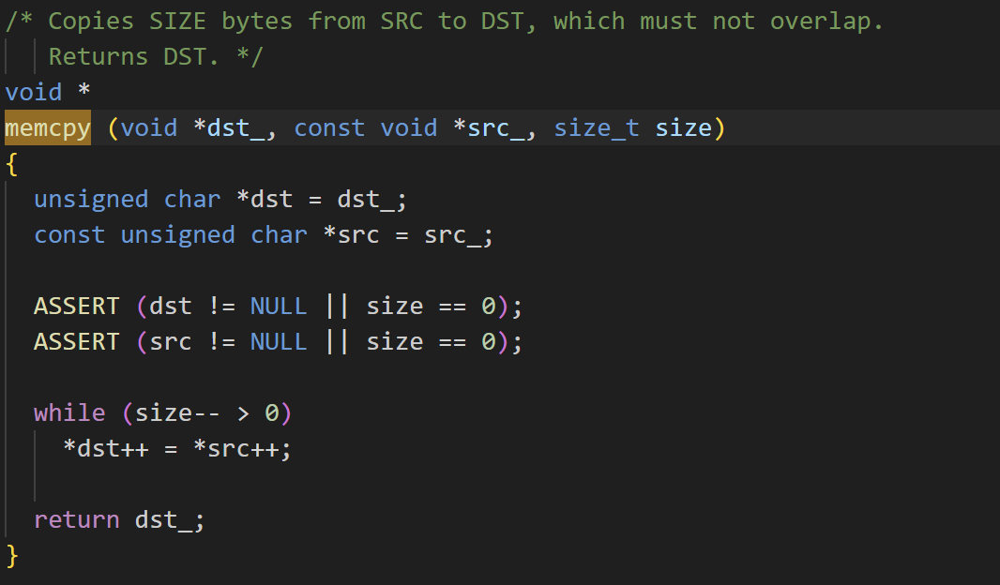 /* Copies SIZE bytes from SRC to DST, which must not overlap.
   Returns DST. */
void *
memcpy (void *dst_, const void *src_, size_t size)
{
  unsigned char *dst = dst_;
  const unsigned char *src = src_;

  ASSERT (dst != NULL || size == 0);
  ASSERT (src != NULL || size == 0);

  while (size-- > 0)
    *dst++ = *src++;

  return dst_;
}